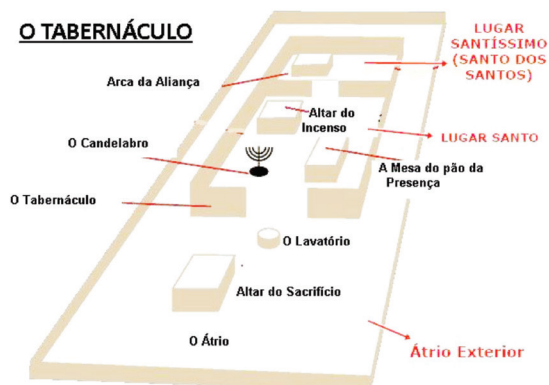 O TABERNÁCULO
LUGAR
SANTÍSSIMO
(SANTO DOS
SANTOS)
Arca da Aliança
Altar do
Incenso
LUGAR SANTO
O Candelabro
A Mesa do pão da
Presença
O Tabernáculo
O Lavatório
Altar do Sacrifício
O Átrio
Átrio Exterior